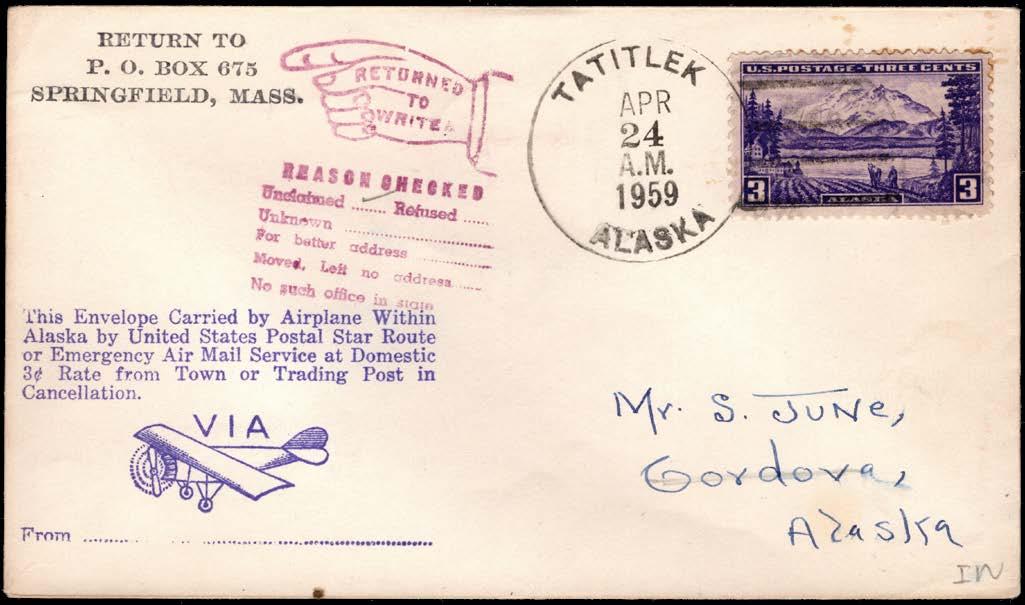 RETURN TO
P. O. BOX 675
SPRINGFIELD, MASS.
RETURNED
TO
WRITER
REASON CHECKED
Unclaimed ........ Refused ......
Unknown ........................
For better address ................
Moved, Left no address ......
No such office in state
TATITLEK
APR
24
A.M.
1959
ALASKA
U.S. POSTAGE-THREE CENTS
3 ALASKA 3
This Envelope Carried by Airplane Within
Alaska by United States Postal Star Route
or Emergency Air Mail Service at Domestic
3¢ Rate from Town or Trading Post in
Cancellation.
VIA
From ................................................
Mr. S. JUNE,
Cordova,
Alaska
IN